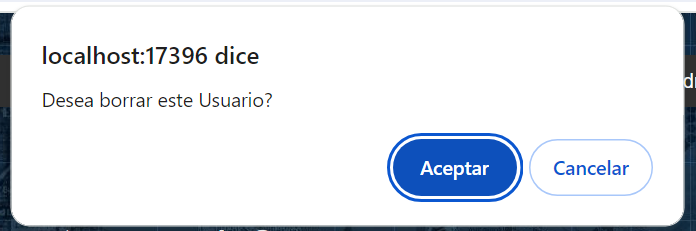 localhost:17396 dice
Desea borrar este Usuario?
Aceptar
Cancelar